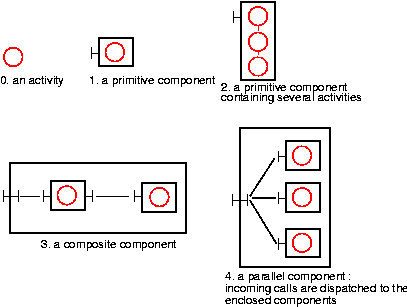 0. an activity
1. a primitive component
2. a primitive component
containing several activities
3. a composite component
4. a parallel component :
incoming calls are dispatched to the
enclosed components